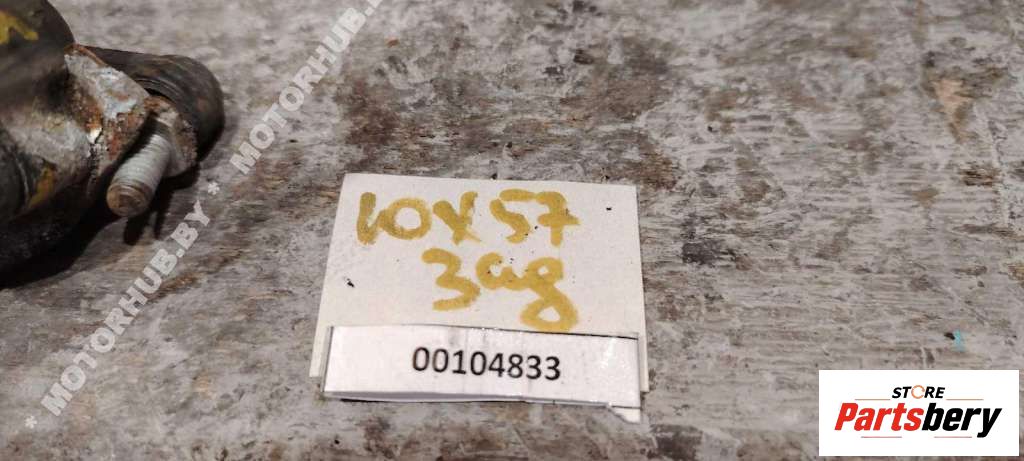 * MOTORHUB.BY * MOTORHUB.BY
10X57
Зад
00104833
STORE
Partsbery